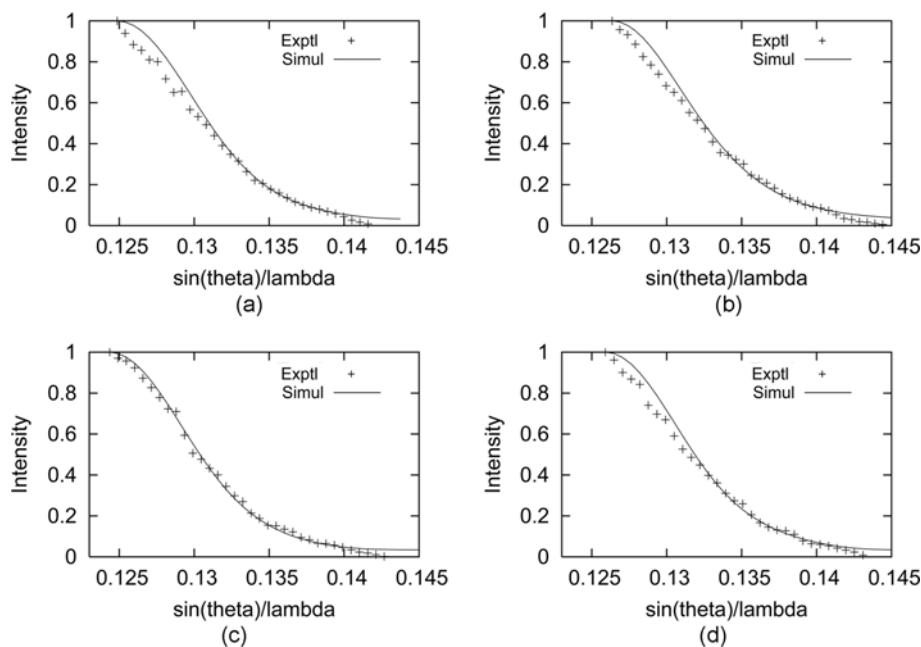 1
0.8
0.6
0.4
0.2
0
Intensity
Exptl +
Simul
0.125 0.13 0.135 0.14 0.145
sin(theta)/lambda
(a)
1
0.8
0.6
0.4
0.2
0
Intensity
Exptl +
Simul
0.125 0.13 0.135 0.14 0.145
sin(theta)/lambda
(b)
1
0.8
0.6
0.4
0.2
0
Intensity
Exptl +
Simul
0.125 0.13 0.135 0.14 0.145
sin(theta)/lambda
(c)
1
0.8
0.6
0.4
0.2
0
Intensity
Exptl +
Simul
0.125 0.13 0.135 0.14 0.145
sin(theta)/lambda
(d)